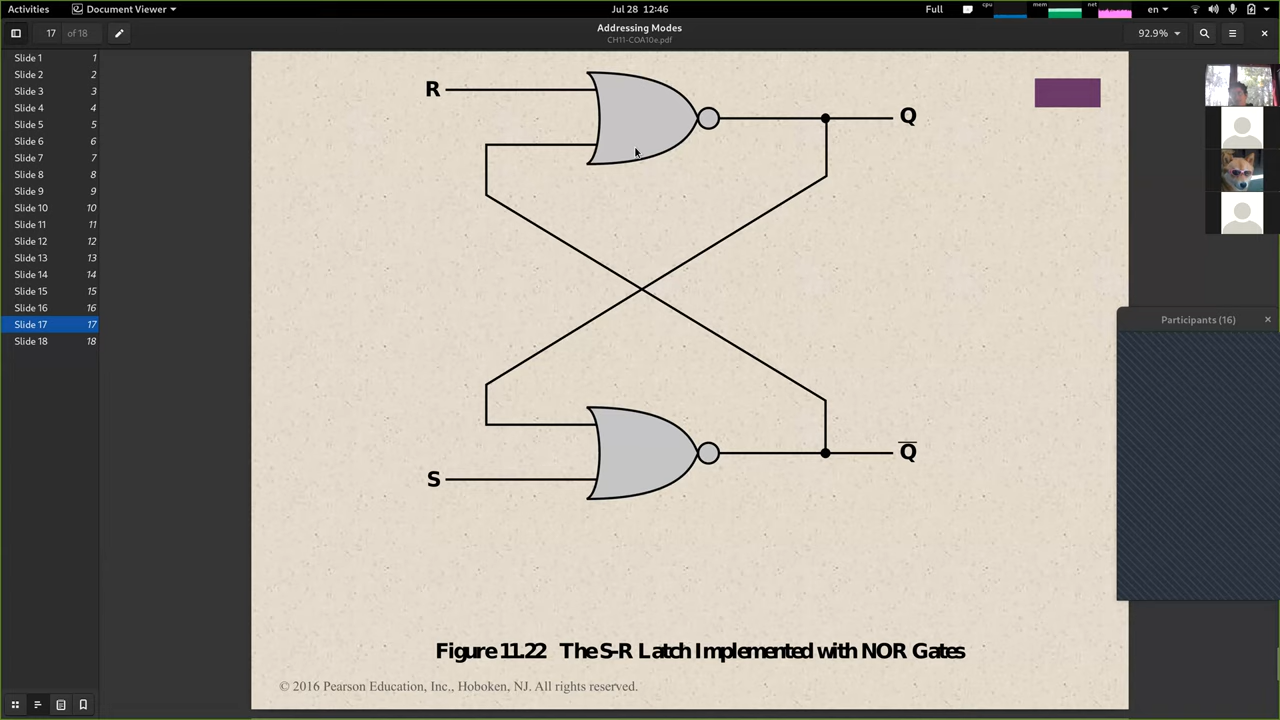 Activities Document Viewer Jul 28 12:46 Full cpu mem net en
17 of 18 Addressing Modes 92.9%
CH11-COA10e.pdf
Slide 1 1
Slide 2 2
Slide 3 3
Slide 4 4
Slide 5 5
Slide 6 6
Slide 7 7
Slide 8 8
Slide 9 9
Slide 10 10
Slide 11 11
Slide 12 12
Slide 13 13
Slide 14 14
Slide 15 15
Slide 16 16
Slide 17 17
Slide 18 18
R
Q
S
Q̅
Participants (16)
Figure 11.22 The S-R Latch Implemented with NOR Gates
© 2016 Pearson Education, Inc., Hoboken, NJ. All rights reserved.